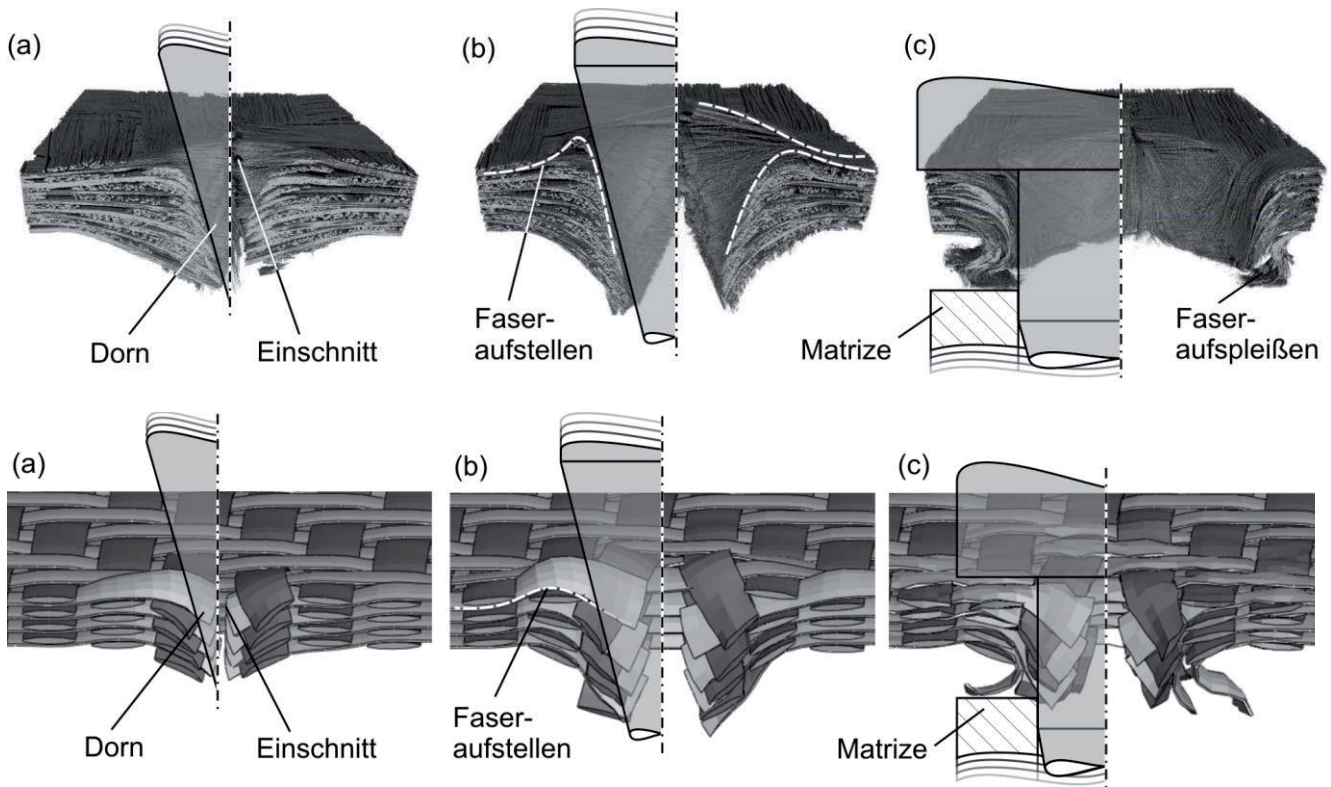 (a)
(b)
(c)
Dorn
Einschnitt
Faser-
aufstellen
Matrize
Faser-
aufspleißen
(a)
(b)
(c)
Dorn
Einschnitt
Faser-
aufstellen
Matrize